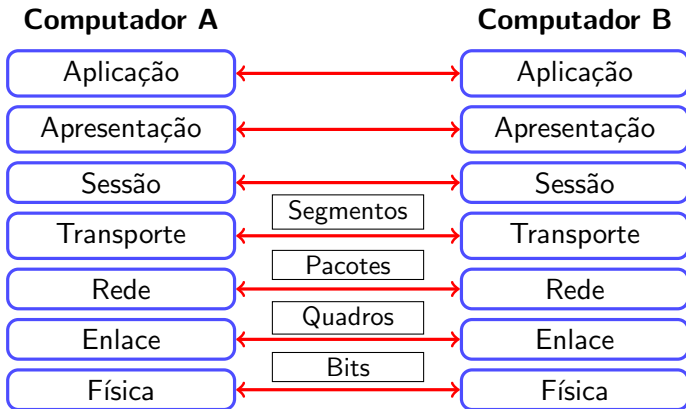 Computador A Computador B
Aplicação Aplicação
Apresentação Apresentação
Sessão Sessão
Segmentos
Transporte Transporte
Pacotes
Rede Rede
Quadros
Enlace Enlace
Bits
Física Física